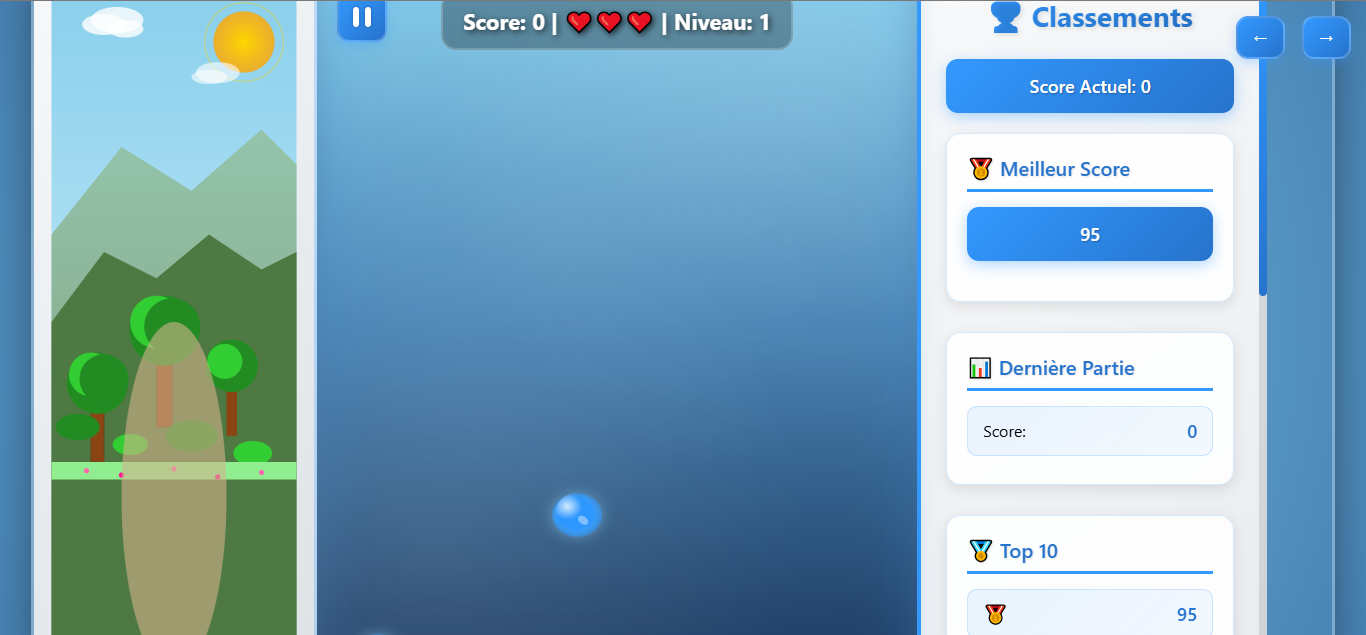 Score: 0 | ❤❤❤ | Niveau: 1
Classements
← →
Score Actuel: 0
Meilleur Score
95
Dernière Partie
Score: 0
Top 10
95